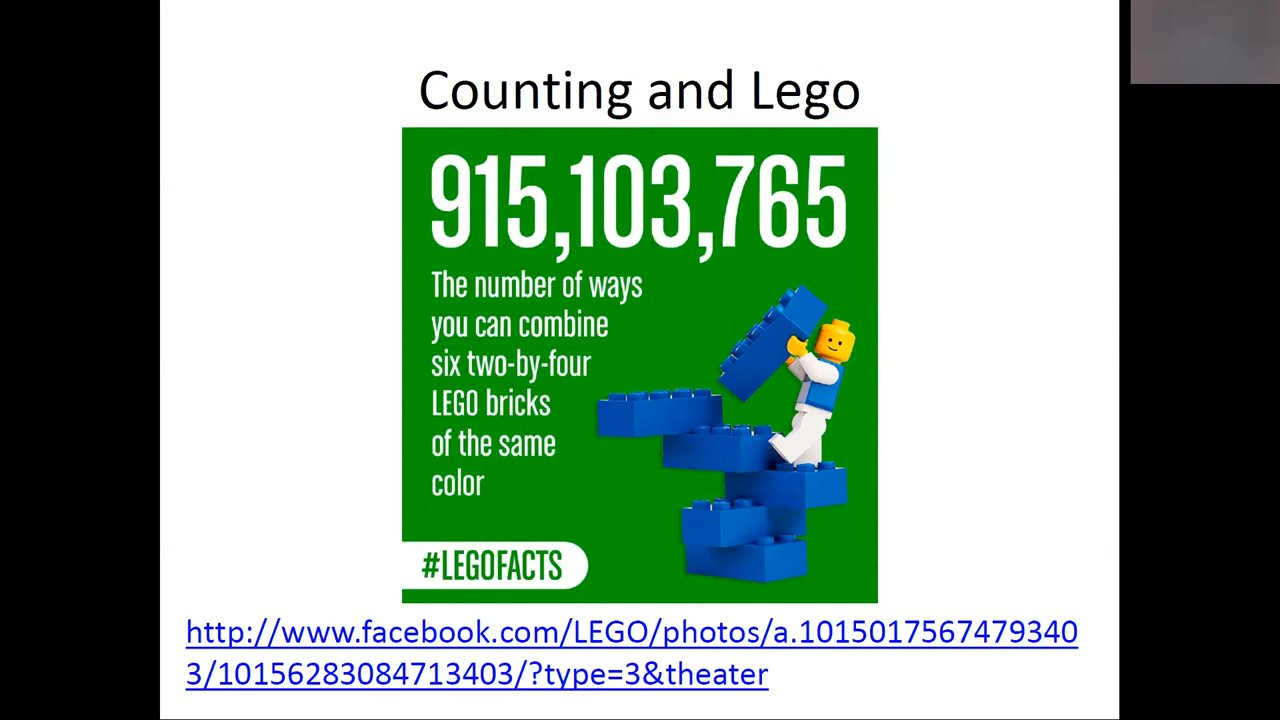 Counting and Lego
915,103,765
The number of ways
you can combine
six two-by-four
LEGO bricks
of the same
color
#LEGOFACTS
http://www.facebook.com/LEGO/photos/a.1015017567479340
3/10156283084713403/?type=3&theater